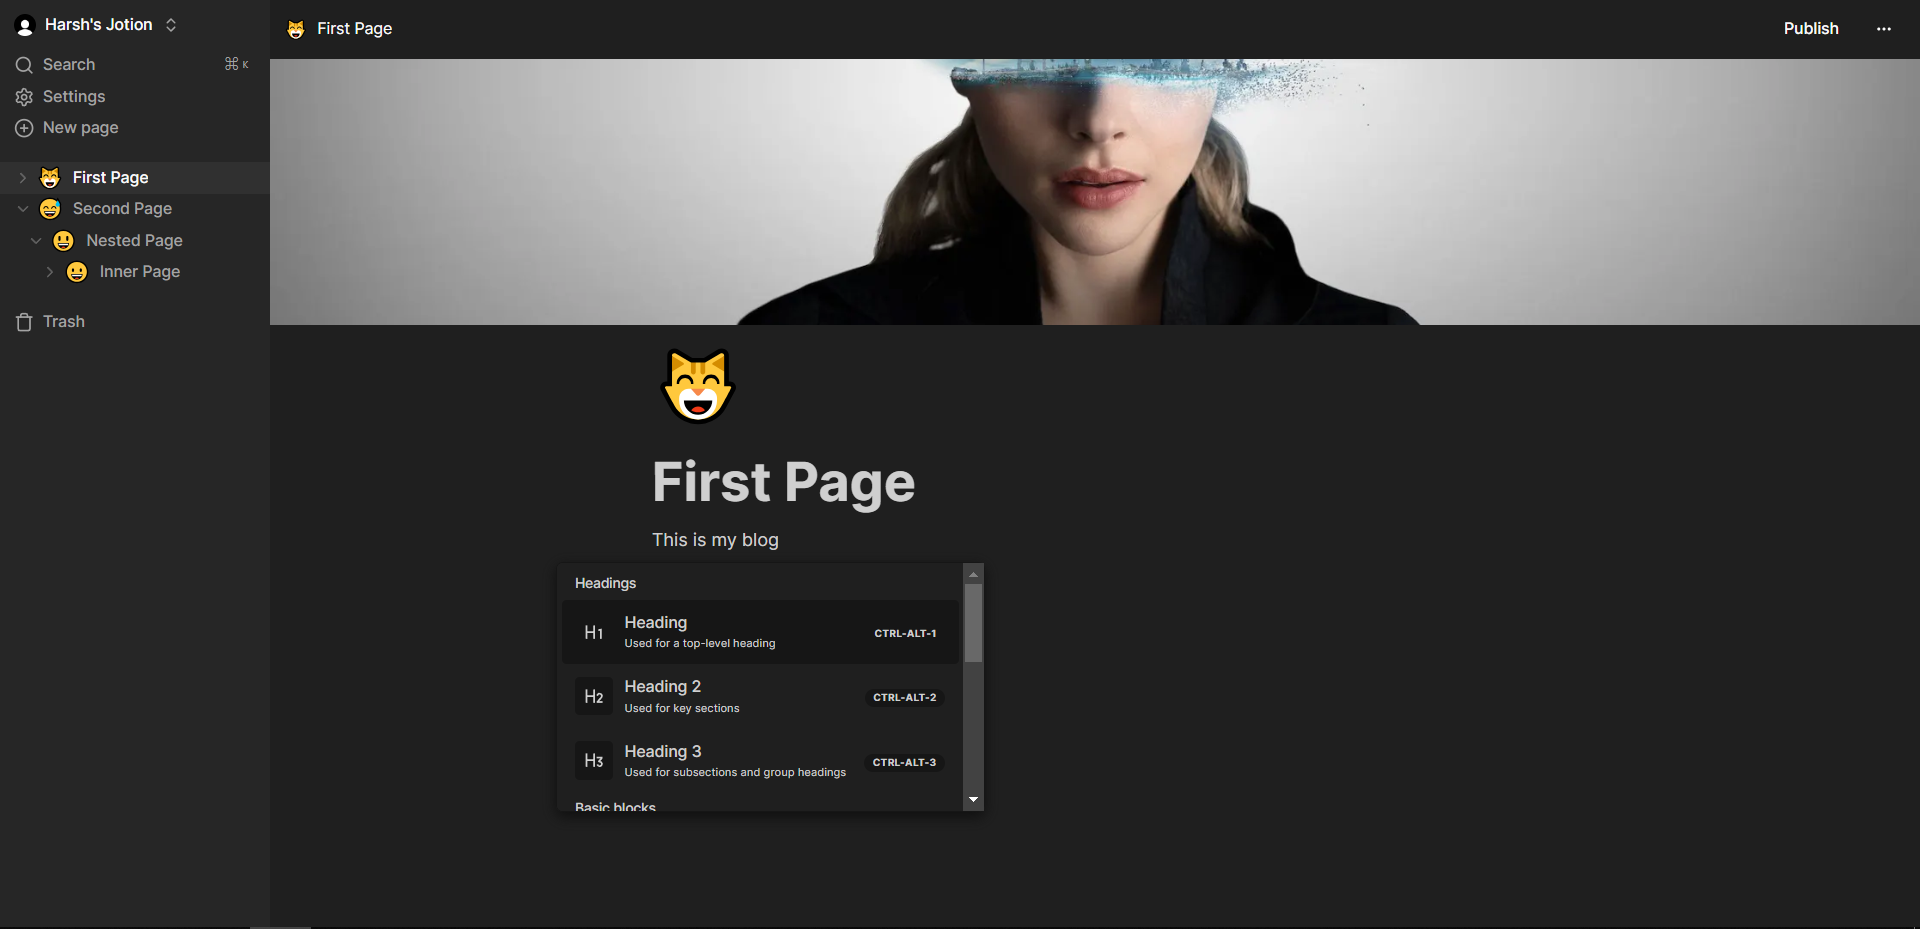 Harsh's Jotion
Search ⌘ K
Settings
New page
First Page
Second Page
Nested Page
Inner Page
Trash
First Page
Publish
First Page
This is my blog
Headings
H1 Heading CTRL-ALT-1
Used for a top-level heading
H2 Heading 2 CTRL-ALT-2
Used for key sections
H3 Heading 3 CTRL-ALT-3
Used for subsections and group headings
Basic blocks